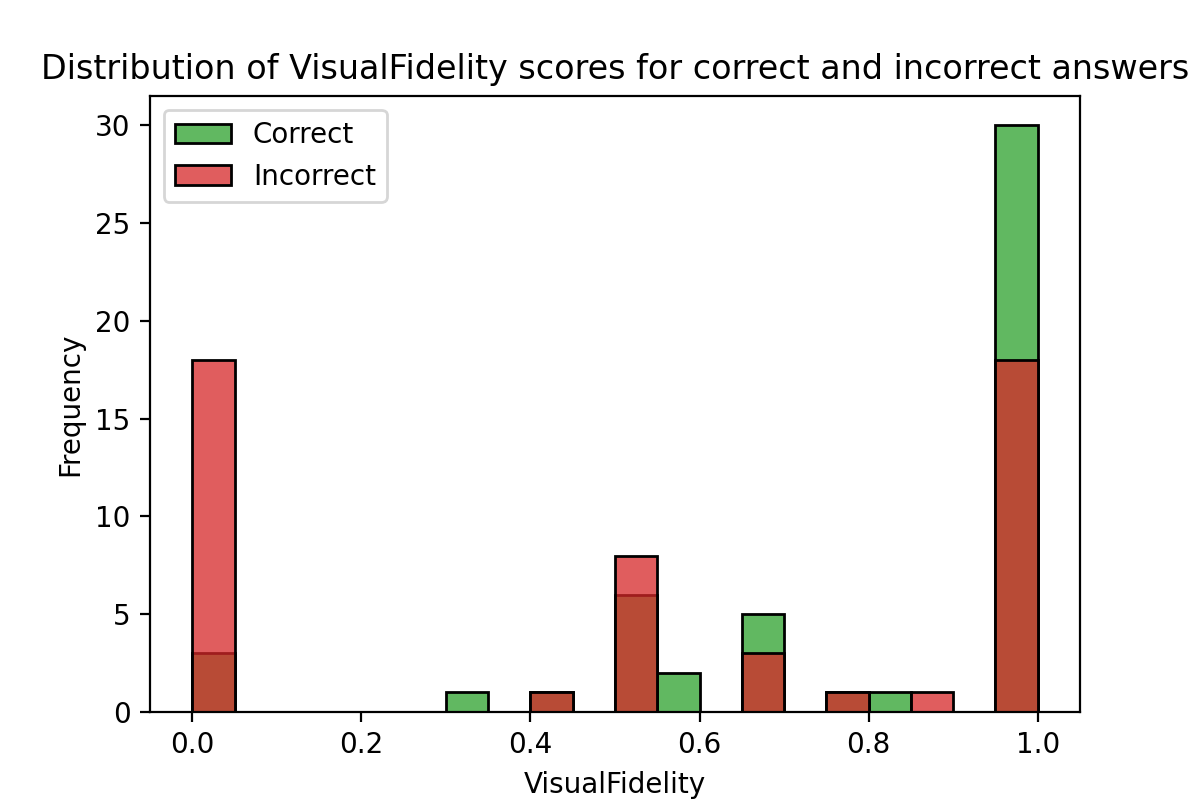 Distribution of VisualFidelity scores for correct and incorrect answers
Correct
Incorrect
Frequency
30
25
20
15
10
5
0
0.0 0.2 0.4 0.6 0.8 1.0
VisualFidelity